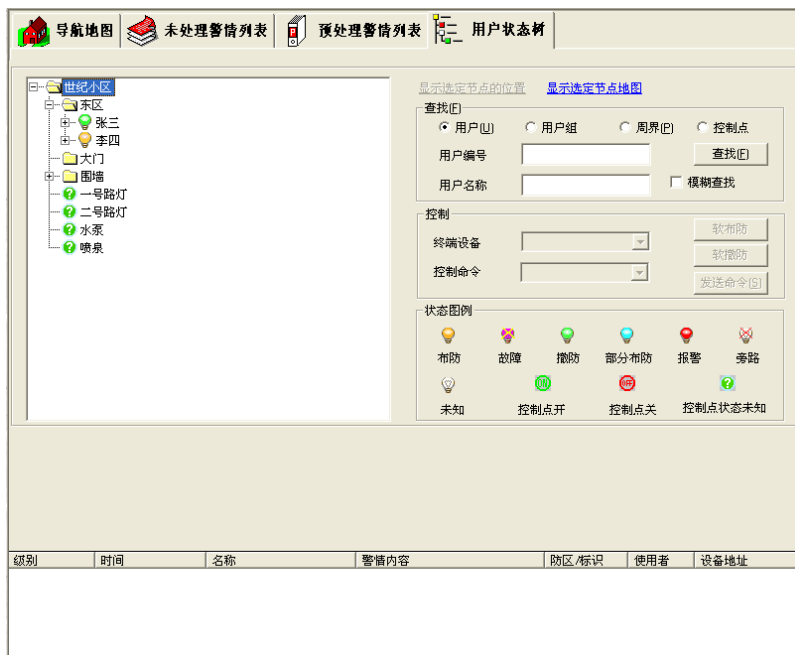 导航地图 未处理警情列表 预处理警情列表 用户状态树
世纪小区
东区
张三
李四
大门
围墙
一号路灯
二号路灯
水泵
喷泉
显示选定节点的位置 显示选定节点地图
查找(F)
用户(U) 用户组 周界(P) 控制点
用户编号 查找(F)
用户名称 模糊查找
控制
终端设备 软布防
软撤防
控制命令 发送命令(S)
状态图例
布防 故障 撤防 部分布防 报警 旁路
ON OFF
未知 控制点开 控制点关 控制点状态未知
级别 时间 名称 警情内容 防区/标识 使用者 设备地址